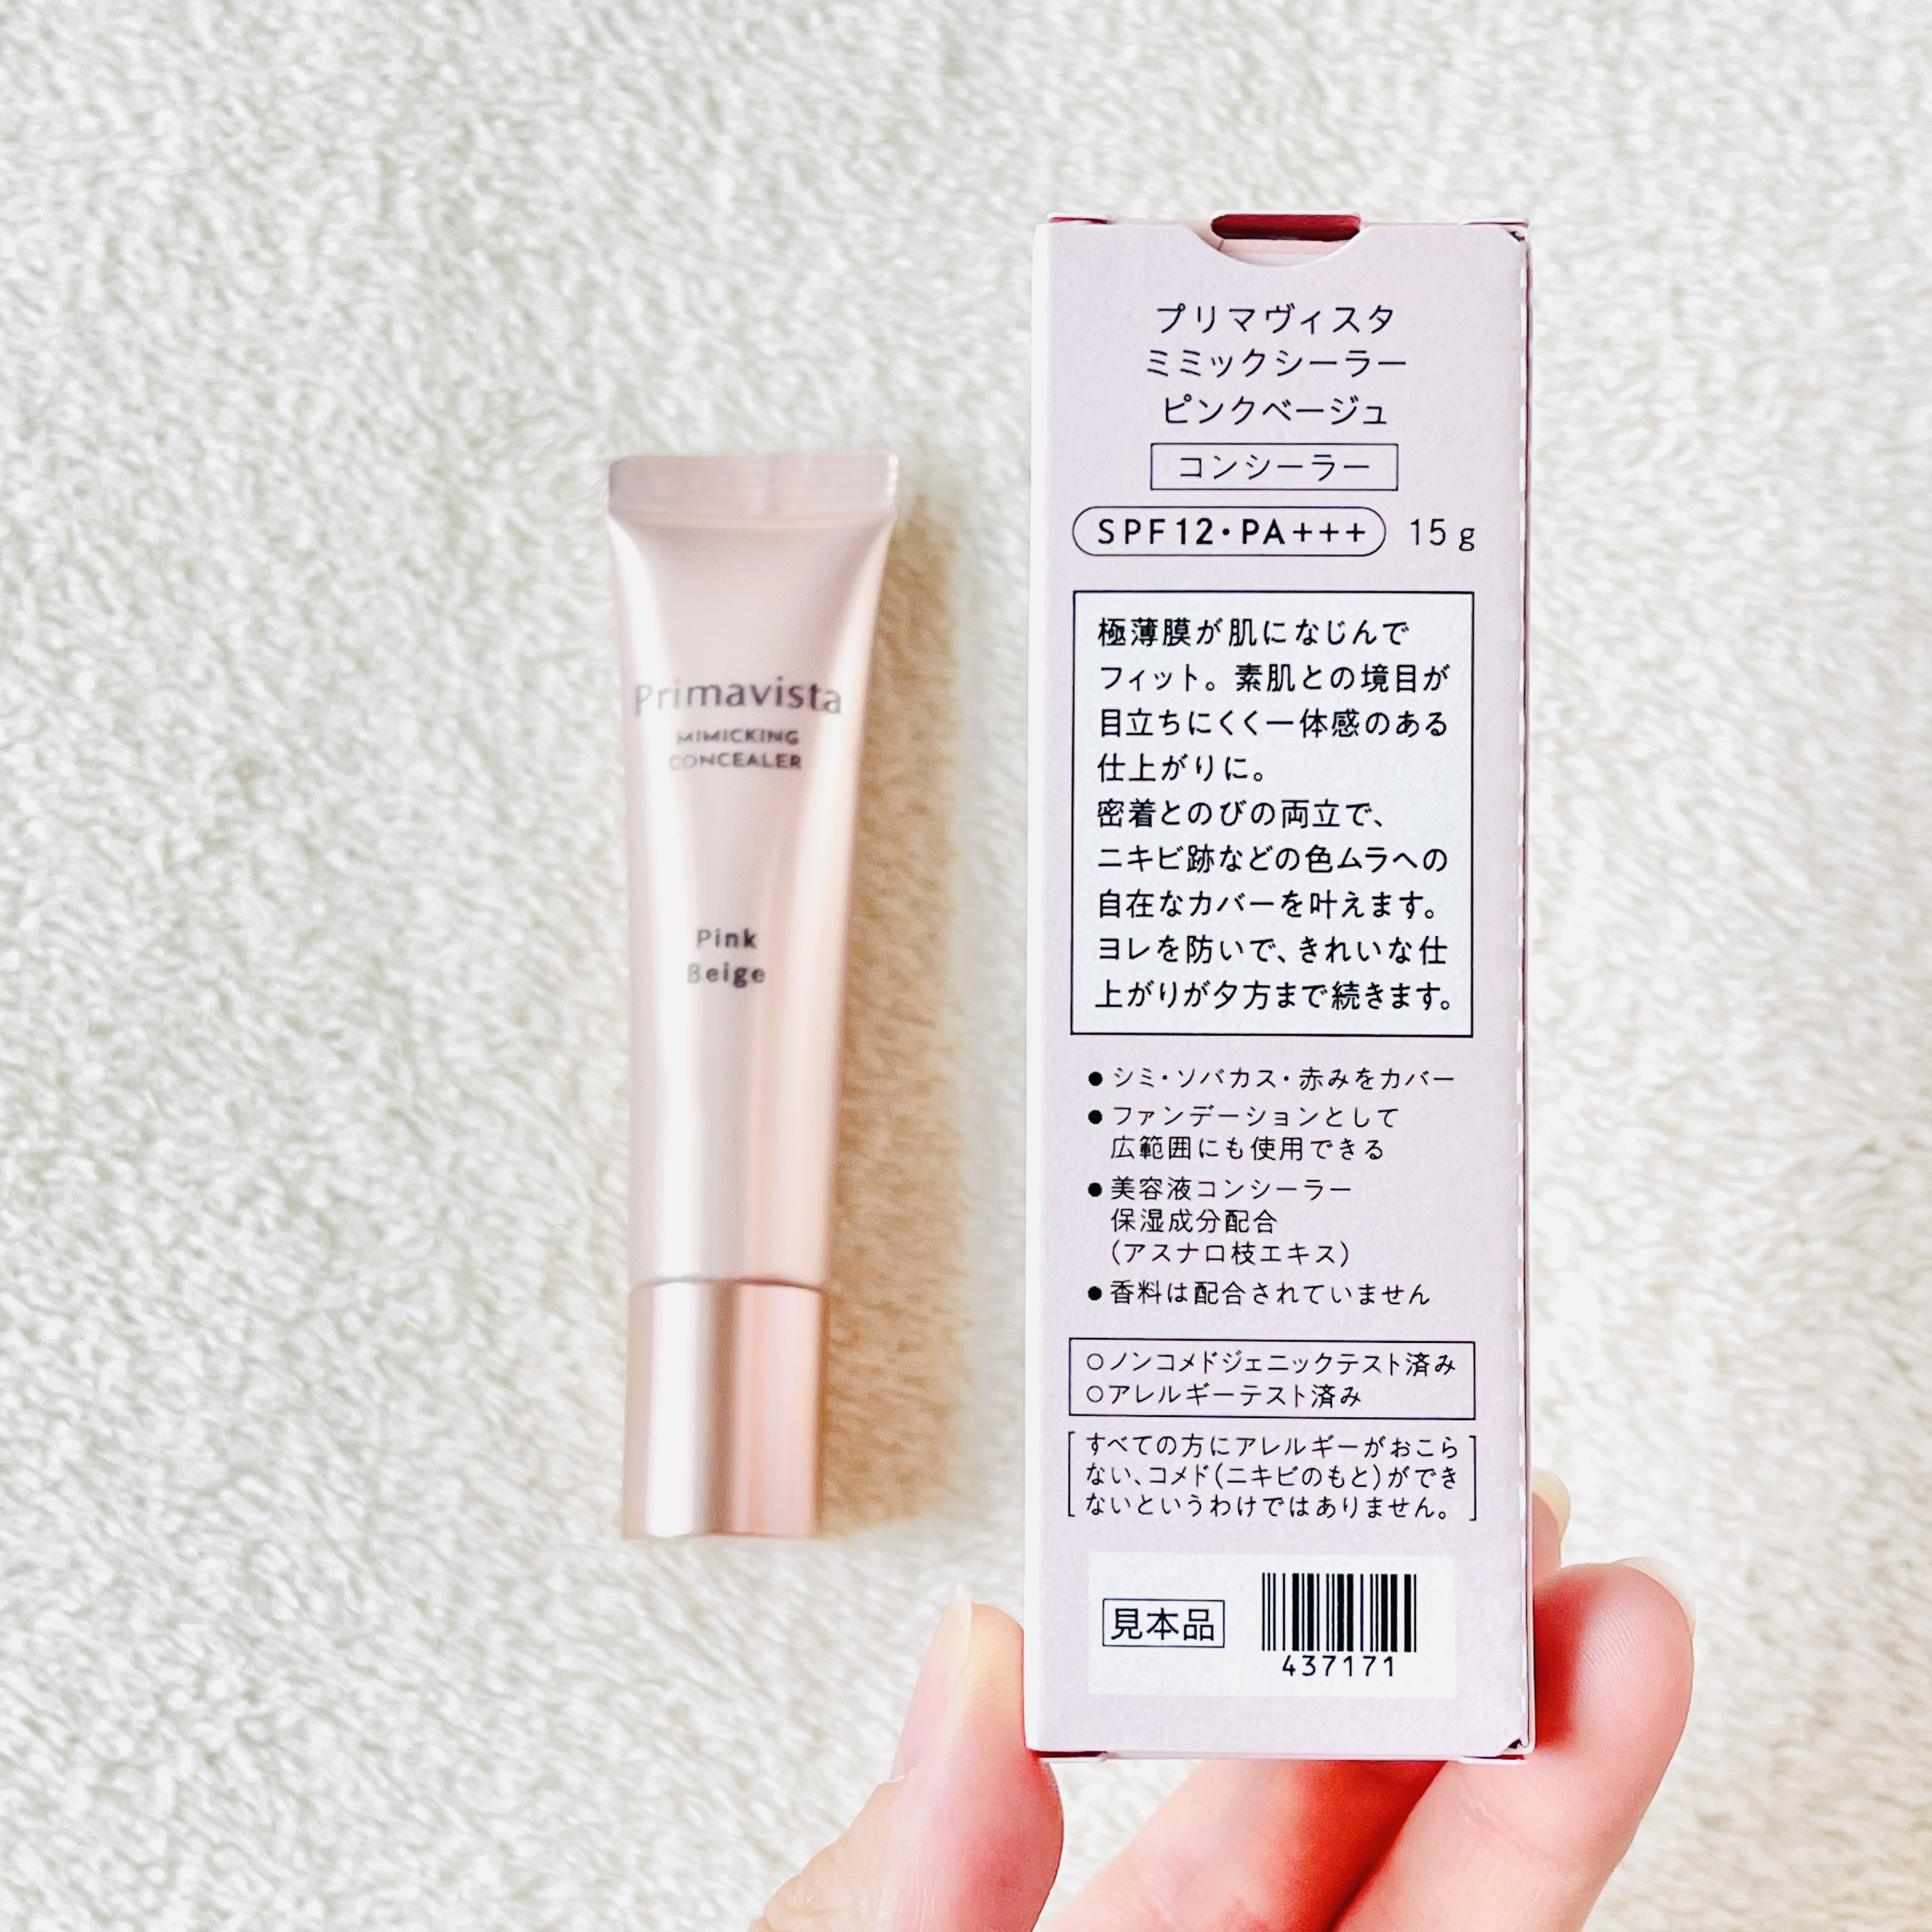 Primavista
MIMICKING
CONCEALER
Pink
Beige
プリマヴィスタ
ミミックシーラー
ピンクベージュ
コンシーラー
SPF12・PA+++ 15g
極薄膜が肌になじんで
フィット。素肌との境目が
目立ちにくく一体感のある
仕上がりに。
密着とのびの両立で、
ニキビ跡などの色ムラへの
自在なカバーを叶えます。
ヨレを防いで、きれいな仕
上がりが夕方まで続きます。
●シミ・ソバカス・赤みをカバー
●ファンデーションとして
広範囲にも使用できる
●美容液コンシーラー
保湿成分配合
(アスナロ枝エキス)
●香料は配合されていません
○ノンコメドジェニックテスト済み
○アレルギーテスト済み
[すべての方にアレルギーがおこら
ない、コメド(ニキビのもと)ができ
ないというわけではありません。]
見本品
437171